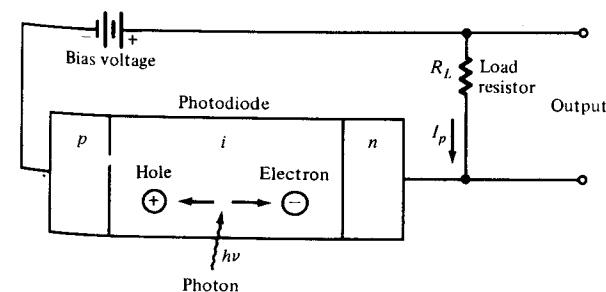 − +
Bias voltage
R_L Load
resistor
Photodiode
Output
I_p
p i n
Hole Electron
+ −
hν
Photon